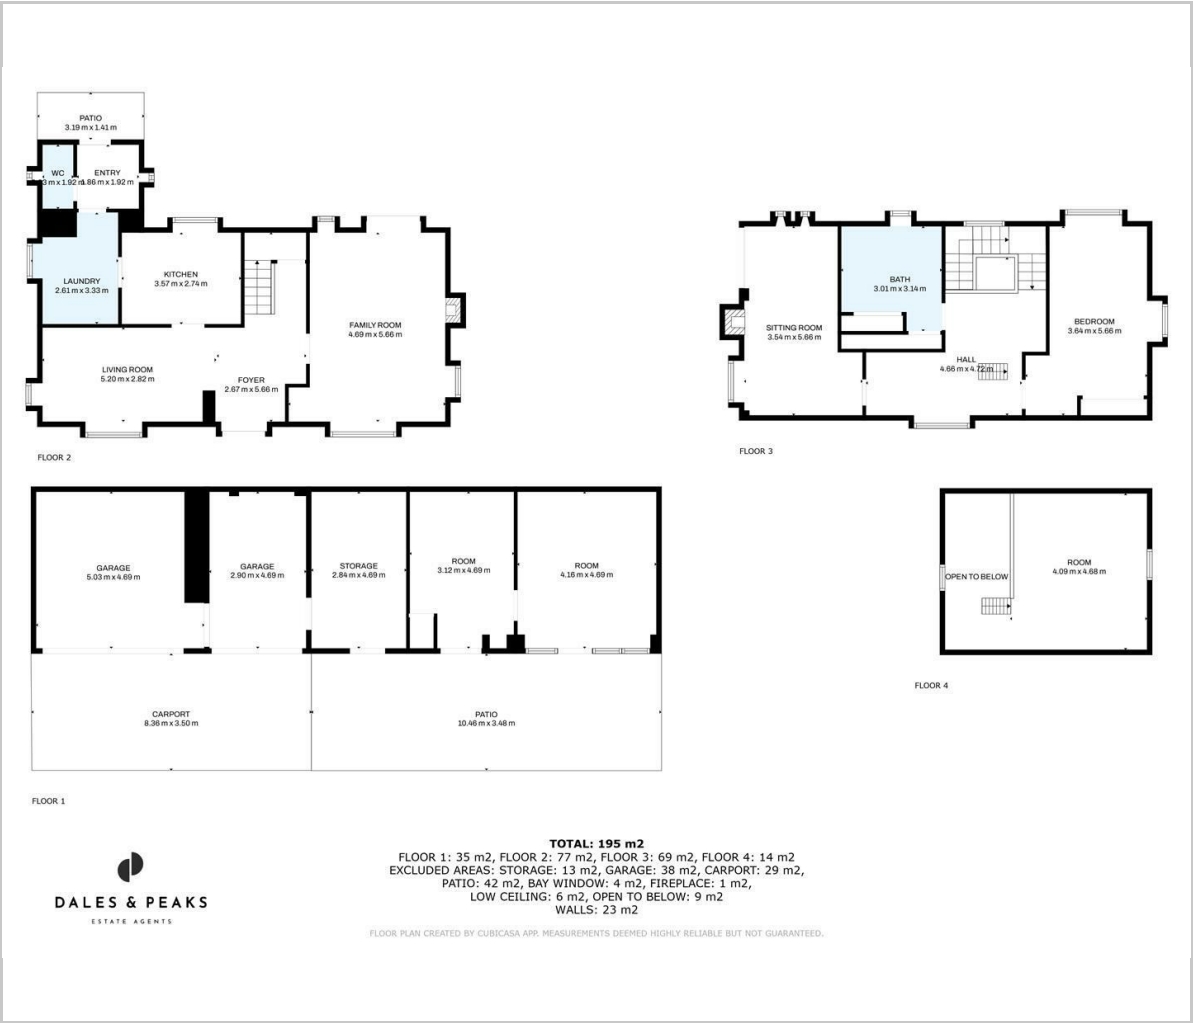 PATIO
3.19 m x 1.41 m
WC
m x 1.92 m
ENTRY
1.86 m x 1.92 m
LAUNDRY
2.61 m x 3.33 m
KITCHEN
3.57 m x 2.74 m
FAMILY ROOM
4.69 m x 5.66 m
LIVING ROOM
5.20 m x 2.82 m
FOYER
2.67 m x 5.66 m
FLOOR 2
BATH
3.01 m x 3.14 m
SITTING ROOM
3.54 m x 5.66 m
BEDROOM
3.64 m x 5.66 m
HALL
4.66 m x 4.72 m
FLOOR 3
GARAGE
5.03 m x 4.69 m
GARAGE
2.90 m x 4.69 m
STORAGE
2.84 m x 4.69 m
ROOM
3.12 m x 4.69 m
ROOM
4.16 m x 4.69 m
CARPORT
8.36 m x 3.50 m
PATIO
10.46 m x 3.48 m
FLOOR 1
OPEN TO BELOW
ROOM
4.09 m x 4.68 m
FLOOR 4
TOTAL: 195 m2
FLOOR 1: 35 m2, FLOOR 2: 77 m2, FLOOR 3: 69 m2, FLOOR 4: 14 m2
EXCLUDED AREAS: STORAGE: 13 m2, GARAGE: 38 m2, CARPORT: 29 m2,
PATIO: 42 m2, BAY WINDOW: 4 m2, FIREPLACE: 1 m2,
LOW CEILING: 6 m2, OPEN TO BELOW: 9 m2
WALLS: 23 m2
DALES & PEAKS
ESTATE AGENTS
FLOOR PLAN CREATED BY CUBICASA APP. MEASUREMENTS DEEMED HIGHLY RELIABLE BUT NOT GUARANTEED.